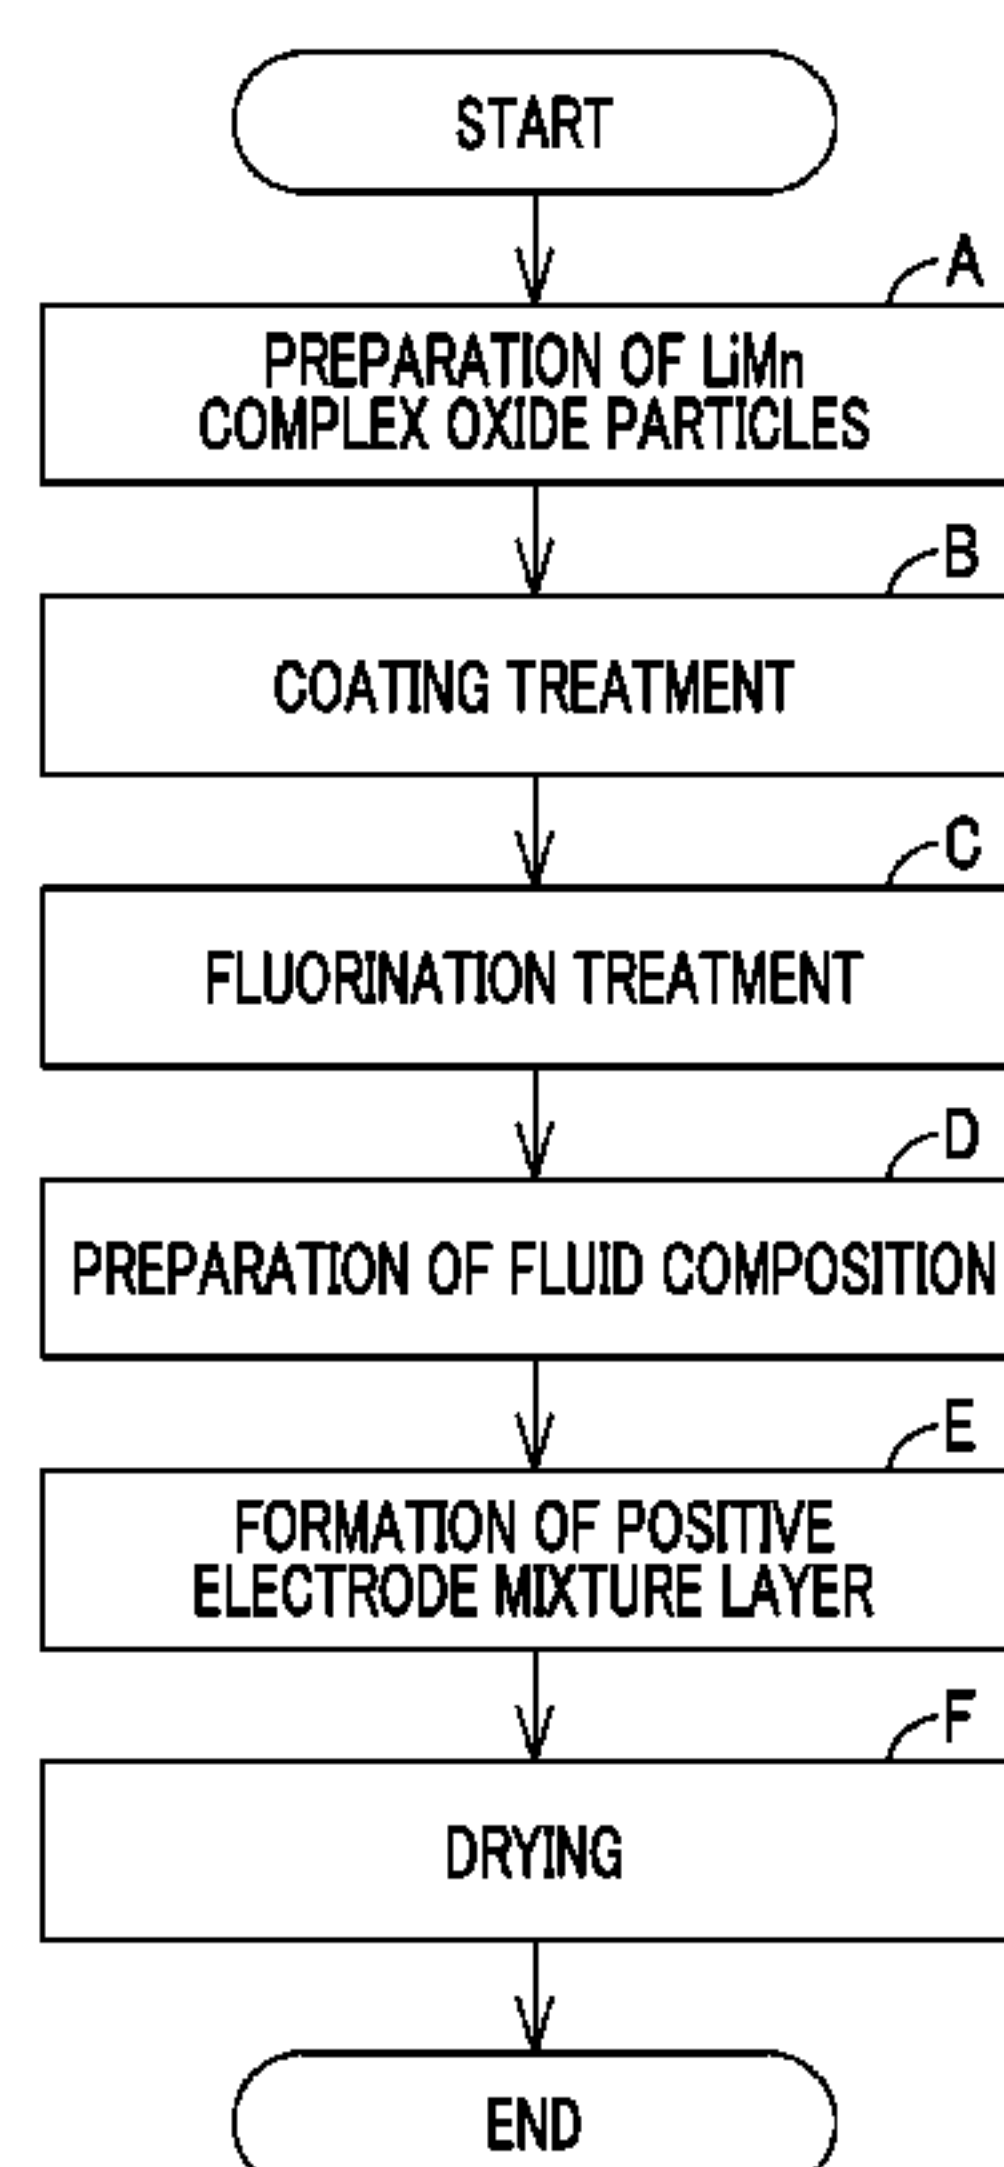 START
A
PREPARATION OF LiMn
COMPLEX OXIDE PARTICLES
B
COATING TREATMENT
C
FLUORINATION TREATMENT
D
PREPARATION OF FLUID COMPOSITION
E
FORMATION OF POSITIVE
ELECTRODE MIXTURE LAYER
F
DRYING
END